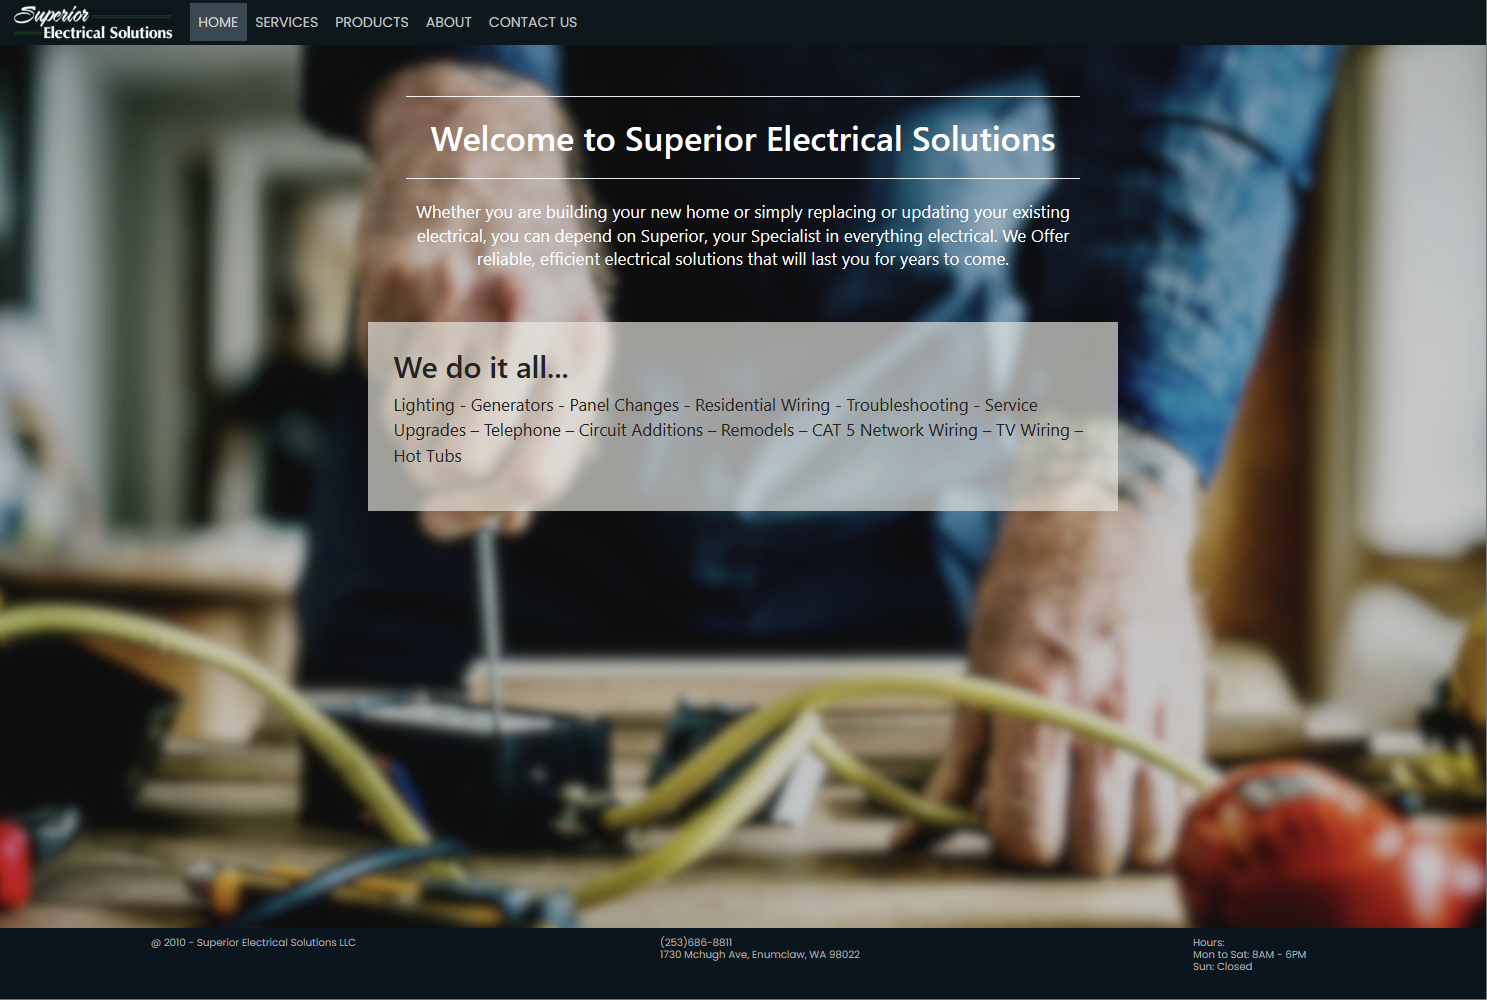 Superior
Electrical Solutions
HOME SERVICES PRODUCTS ABOUT CONTACT US
Welcome to Superior Electrical Solutions
Whether you are building your new home or simply replacing or updating your existing
electrical, you can depend on Superior, your Specialist in everything electrical. We Offer
reliable, efficient electrical solutions that will last you for years to come.
We do it all...
Lighting - Generators - Panel Changes - Residential Wiring - Troubleshooting - Service
Upgrades – Telephone – Circuit Additions – Remodels – CAT 5 Network Wiring – TV Wiring –
Hot Tubs
@ 2010 - Superior Electrical Solutions LLC
(253)686-8811
1730 Mchugh Ave, Enumclaw, WA 98022
Hours:
Mon to Sat: 8AM - 6PM
Sun: Closed